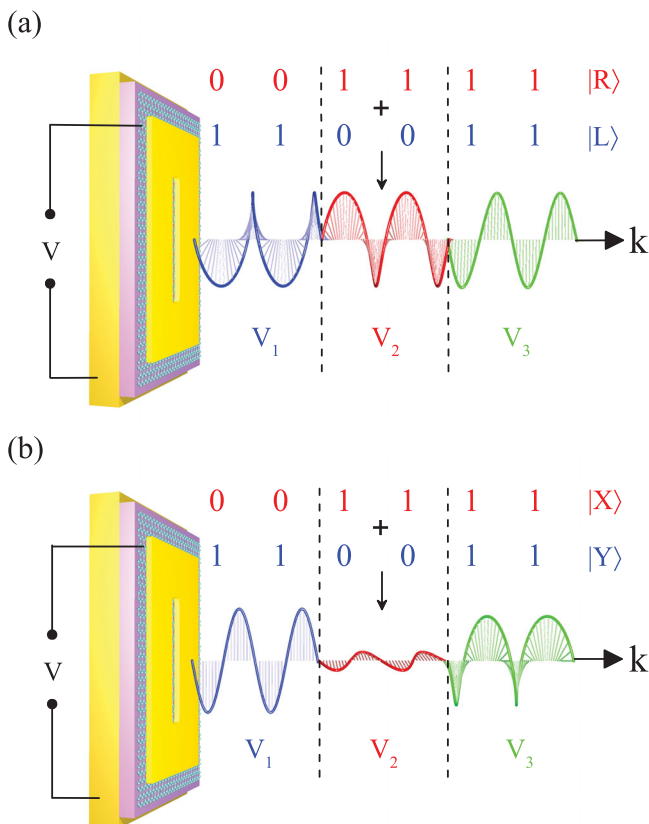 (a)
0 0 1 1 1 1 |R⟩
+
1 1 0 0 1 1 |L⟩
V
k
V₁ V₂ V₃
(b)
0 0 1 1 1 1 |X⟩
+
1 1 0 0 1 1 |Y⟩
V
k
V₁ V₂ V₃